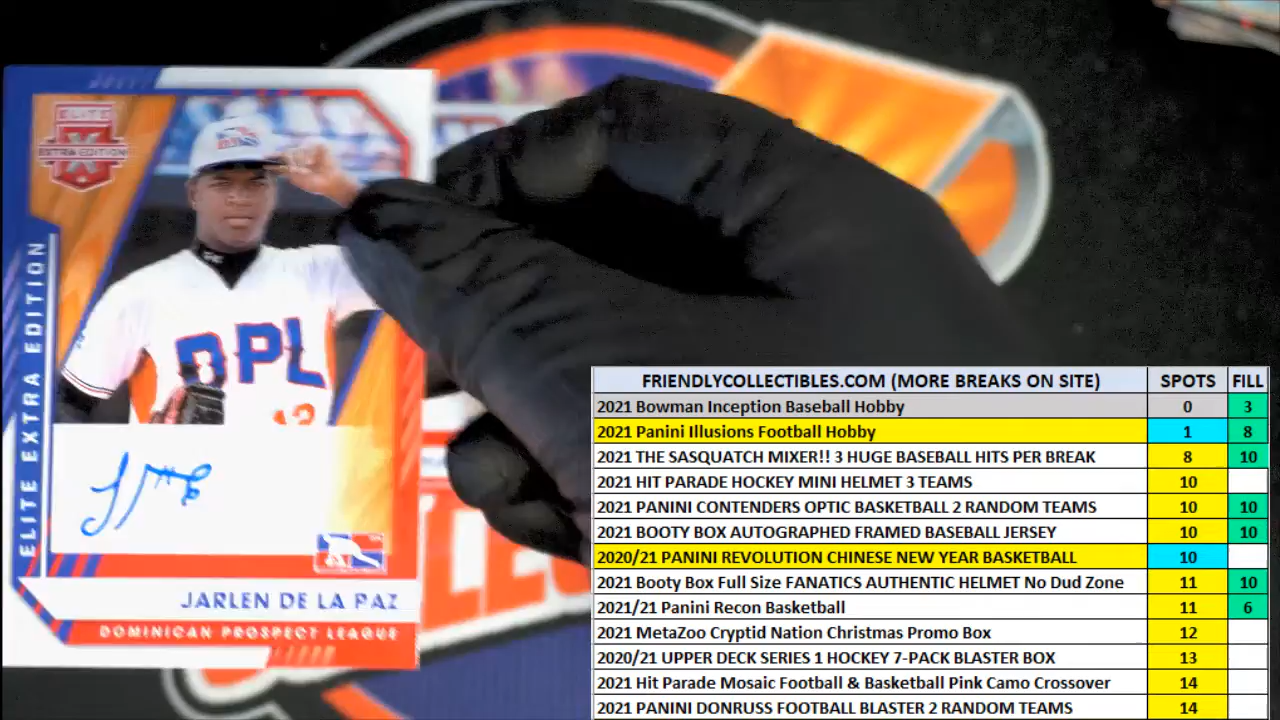 ELITE
EXTRA EDITION
ELITE EXTRA EDITION
DPL
JARLEN DE LA PAZ
DOMINICAN PROSPECT LEAGUE
FRIENDLYCOLLECTIBLES.COM (MORE BREAKS ON SITE) SPOTS FILL
2021 Bowman Inception Baseball Hobby 0 3
2021 Panini Illusions Football Hobby 1 8
2021 THE SASQUATCH MIXER!! 3 HUGE BASEBALL HITS PER BREAK 8 10
2021 HIT PARADE HOCKEY MINI HELMET 3 TEAMS 10
2021 PANINI CONTENDERS OPTIC BASKETBALL 2 RANDOM TEAMS 10 10
2021 BOOTY BOX AUTOGRAPHED FRAMED BASEBALL JERSEY 10 10
2020/21 PANINI REVOLUTION CHINESE NEW YEAR BASKETBALL 10
2021 Booty Box Full Size FANATICS AUTHENTIC HELMET No Dud Zone 11 10
2021/21 Panini Recon Basketball 11 6
2021 MetaZoo Cryptid Nation Christmas Promo Box 12
2020/21 UPPER DECK SERIES 1 HOCKEY 7-PACK BLASTER BOX 13
2021 Hit Parade Mosaic Football & Basketball Pink Camo Crossover 14
2021 PANINI DONRUSS FOOTBALL BLASTER 2 RANDOM TEAMS 14